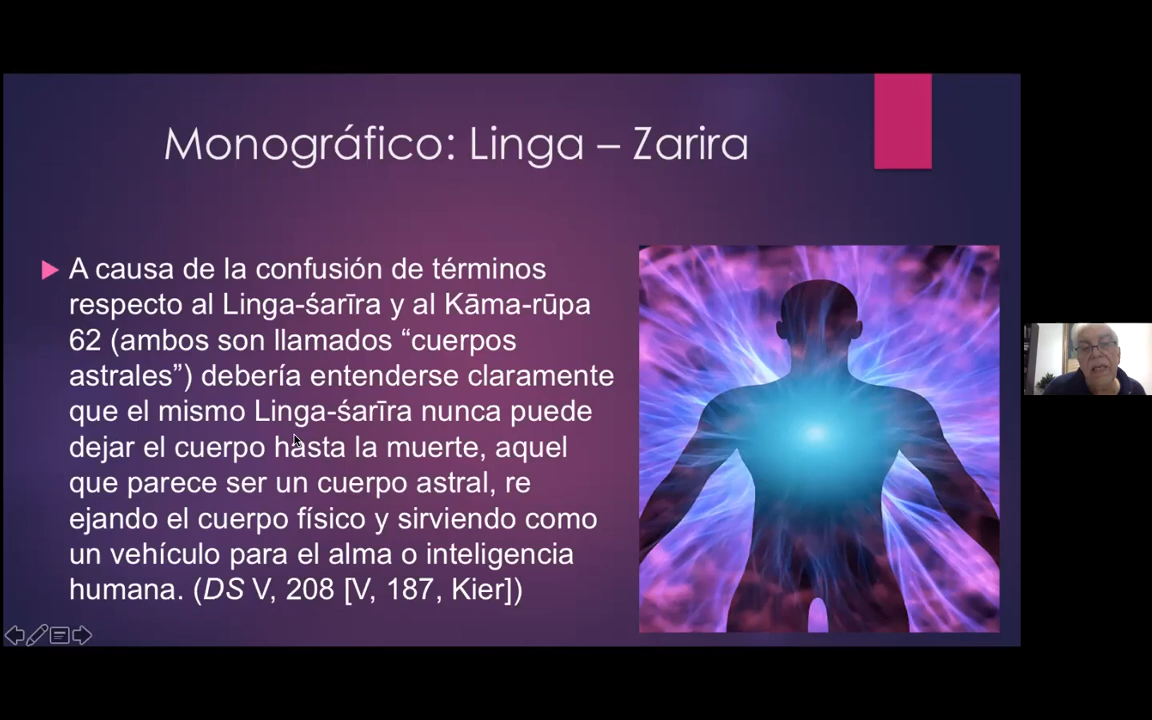 Monográfico: Linga – Zarira
A causa de la confusión de términos
respecto al Linga-śarīra y al Kāma-rūpa
62 (ambos son llamados “cuerpos
astrales”) debería entenderse claramente
que el mismo Linga-śarīra nunca puede
dejar el cuerpo hasta la muerte, aquel
que parece ser un cuerpo astral, re
ejando el cuerpo físico y sirviendo como
un vehículo para el alma o inteligencia
humana. (DS V, 208 [V, 187, Kier])